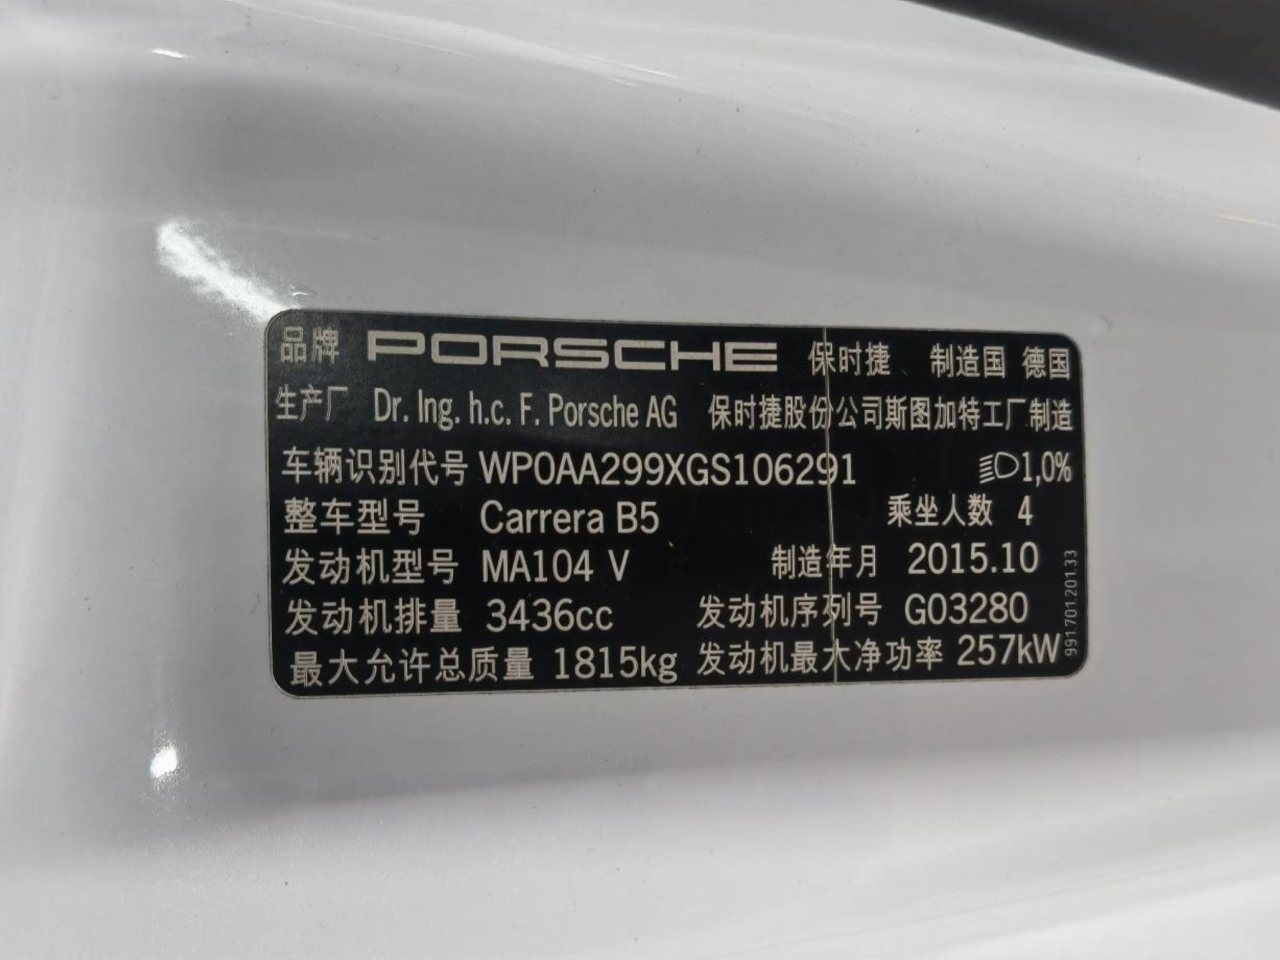 品牌 PORSCHE 保时捷 制造国 德国
生产厂 Dr. Ing. h.c. F. Porsche AG 保时捷股份公司斯图加特工厂制造
车辆识别代号 WP0AA299XGS106291 1,0%
整车型号 Carrera B5 乘坐人数 4
发动机型号 MA104 V 制造年月 2015.10
发动机排量 3436cc 发动机序列号 G03280
最大允许总质量 1815kg 发动机最大净功率 257kW
991.701.201.33